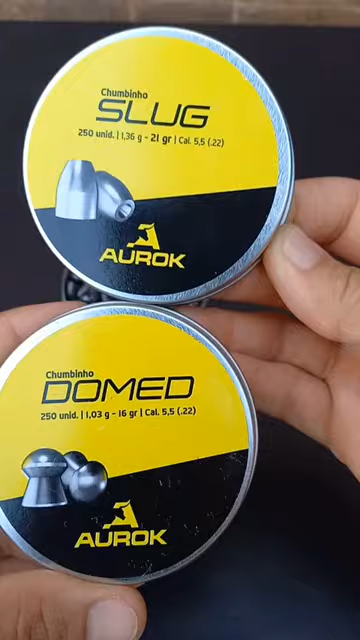 Chumbinho
SLUG
250 unid. | 1,36 g - 21 gr | Cal. 5,5 (.22)
AUROK
Chumbinho
DOMED
250 unid. | 1,03 g - 16 gr | Cal. 5,5 (.22)
AUROK